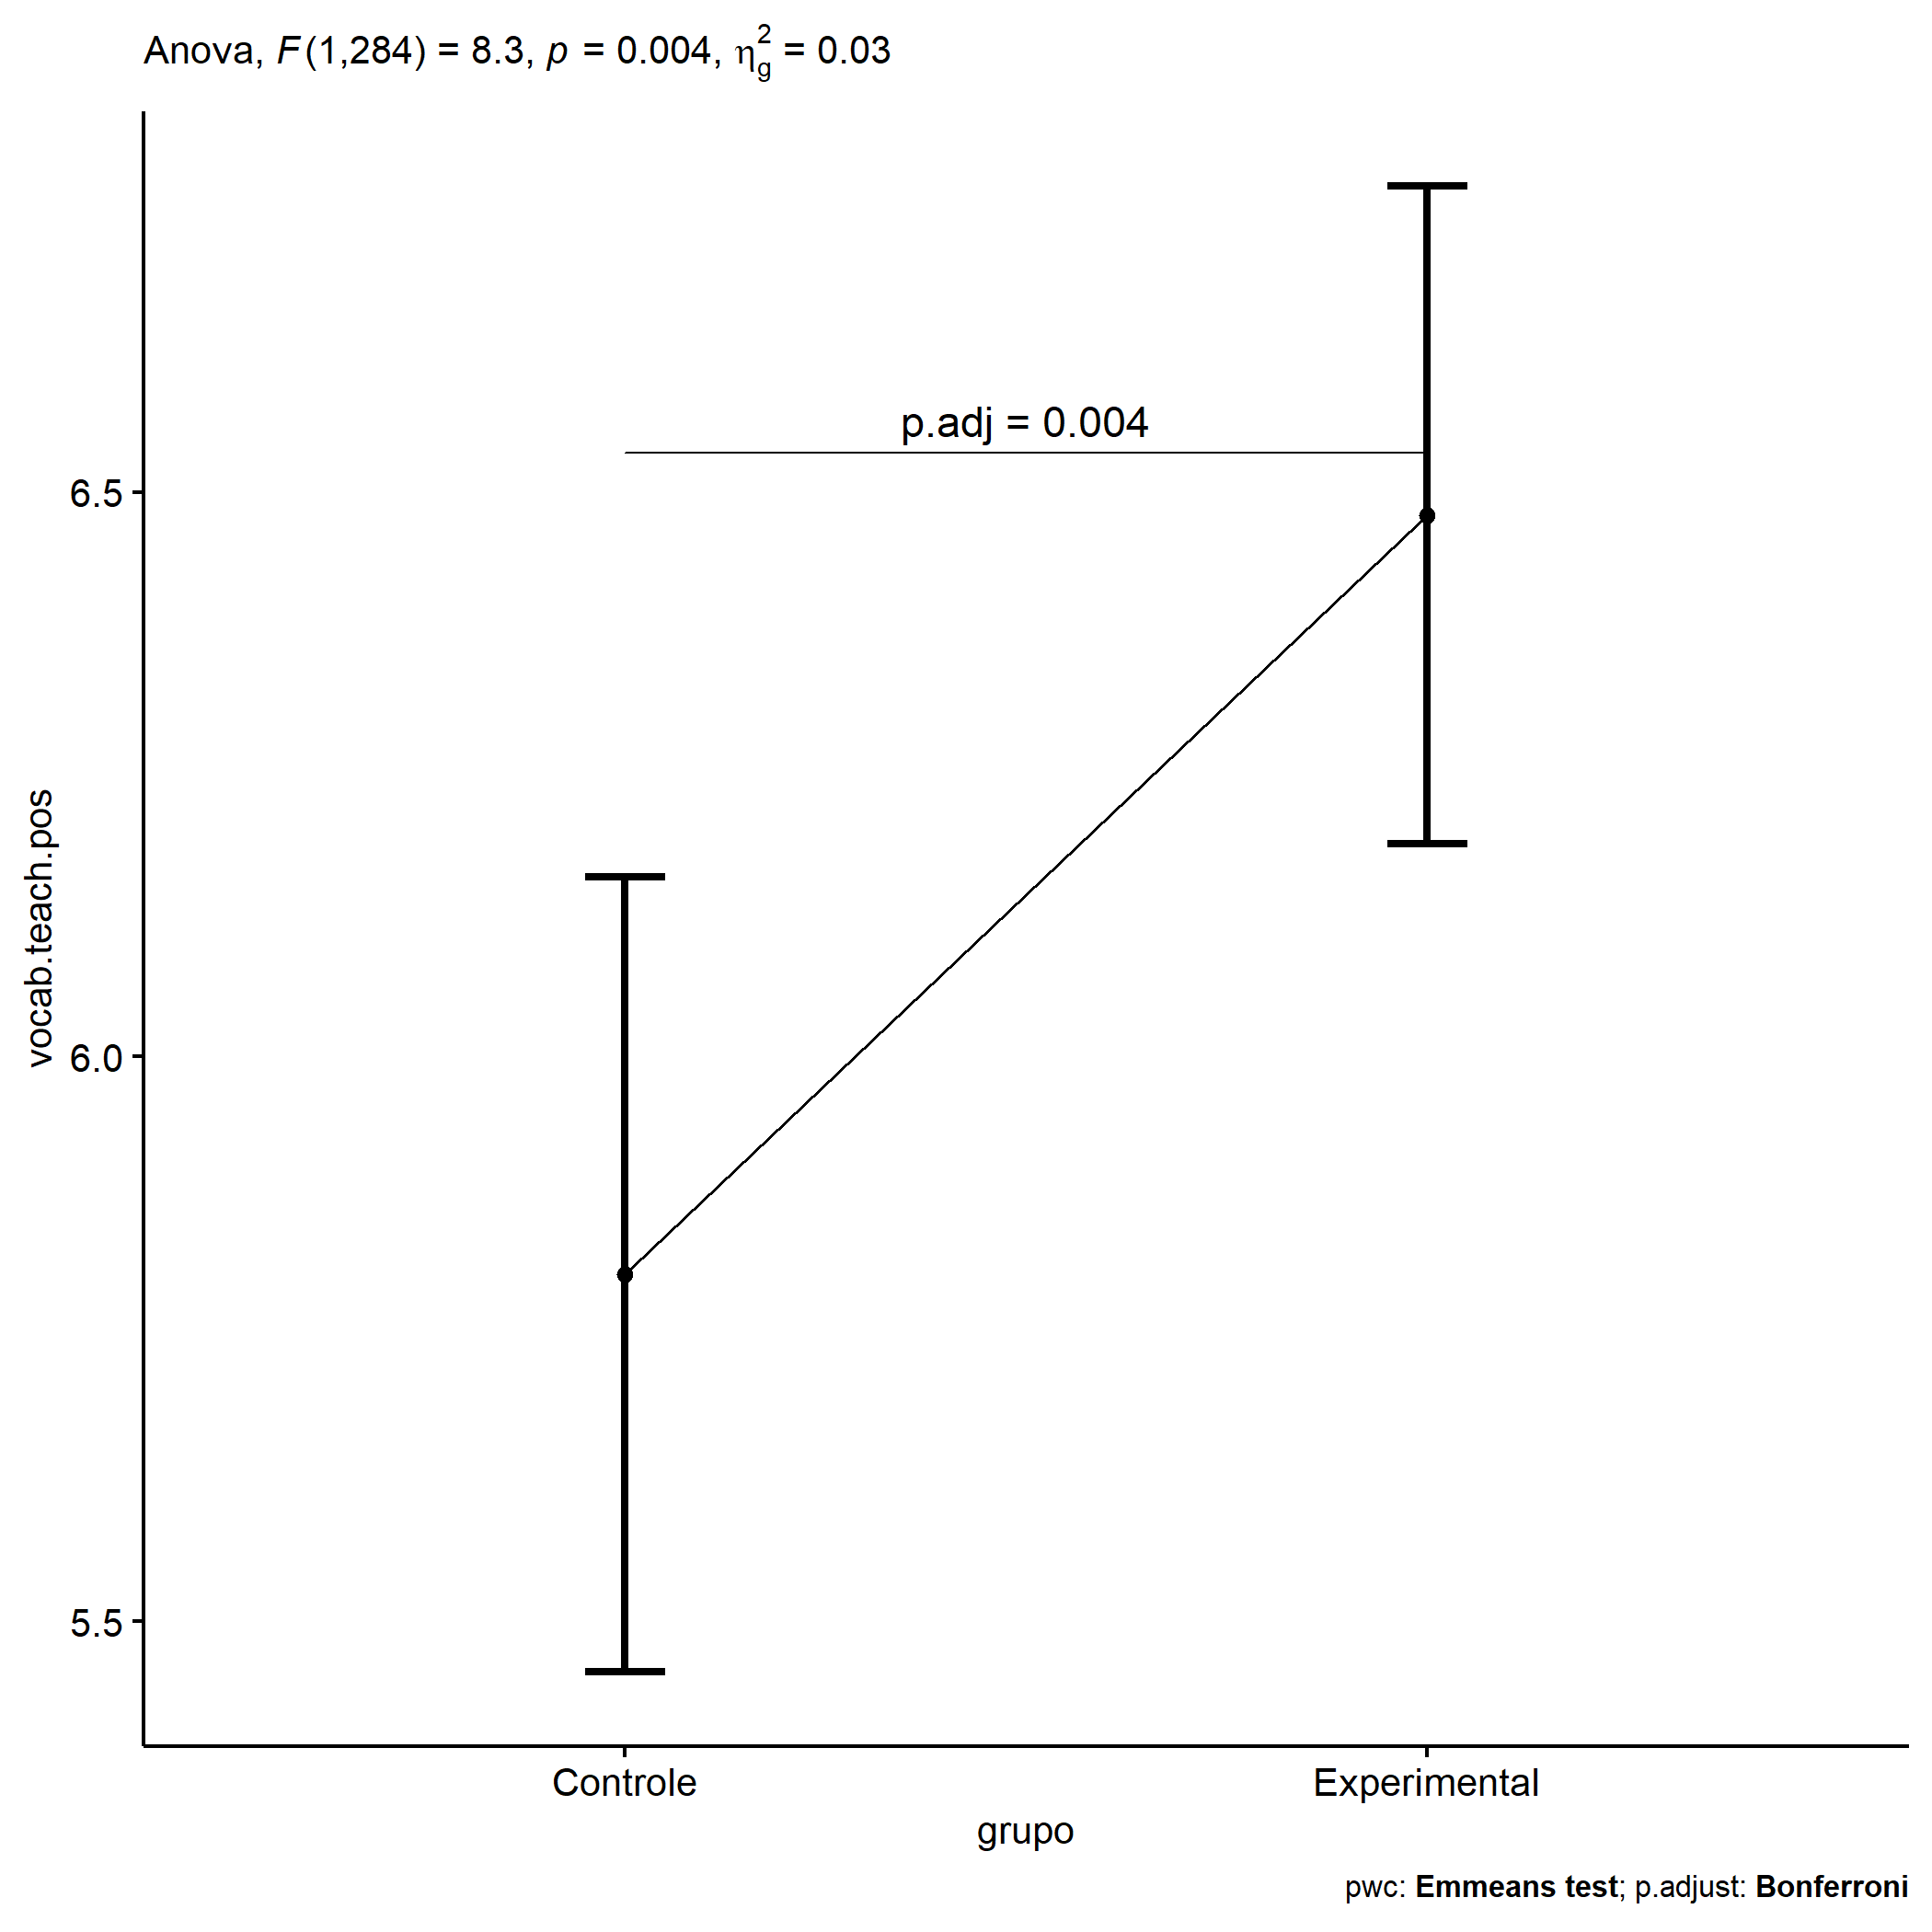 Anova, F(1,284) = 8.3, p = 0.004, η²g = 0.03
p.adj = 0.004
6.5
6.0
5.5
vocab.teach.pos
Controle Experimental
grupo
pwc: Emmeans test; p.adjust: Bonferroni